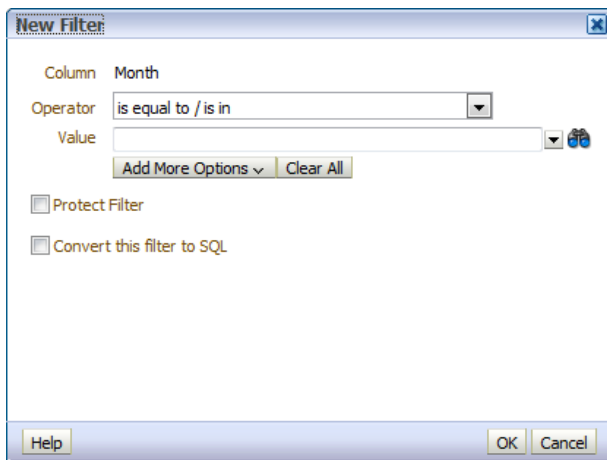 New Filter
Column Month
Operator is equal to / is in
Value
Add More Options Clear All
Protect Filter
Convert this filter to SQL
Help OK Cancel